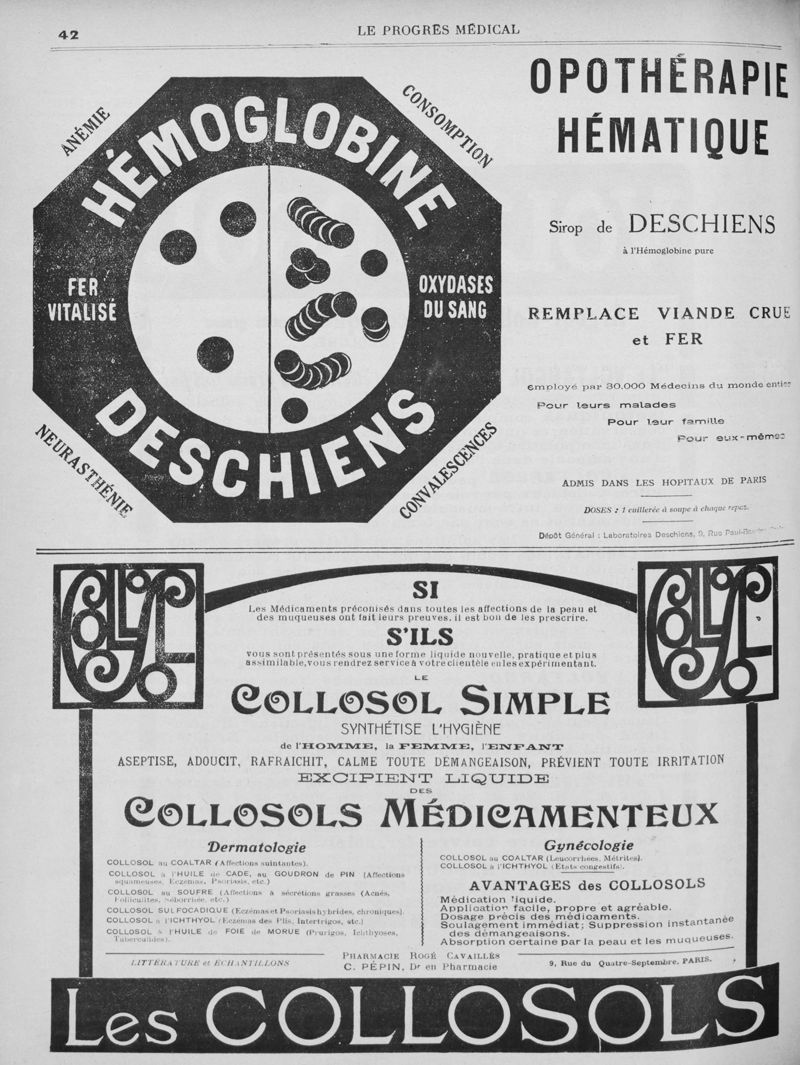 42
LE PROGRÈS MÉDICAL
ANÉMIE
CONSOMPTION
HÉMOGLOBINE
FER
VITALISÉ
OXYDASES
DU SANG
DESCHIENS
NEURASTHÉNIE
CONVALESCENCES
OPOTHÉRAPIE
HÉMATIQUE
Sirop de DESCHIENS
à l'Hémoglobine pure
REMPLACE VIANDE CRUE
et FER
employé par 30.000 Médecins du monde entier
Pour leurs malades
Pour leur famille
Pour eux-mêmes
ADMIS DANS LES HOPITAUX DE PARIS
DOSES : 1 cuillerée à soupe à chaque repas.
Dépôt Général : Laboratoires Deschiens, 9, Rue
COLLOSOL
COLLOSOL
SI
Les Médicaments préconisés dans toutes les affections de la peau et
des muqueuses ont fait leurs preuves, il est bon de les prescrire.
S'ILS
vous sont présentés sous une forme liquide nouvelle, pratique et plus
assimilable, vous rendrez service à votre clientèle en les expérimentant.
LE
COLLOSOL SIMPLE
SYNTHÉTISE L'HYGIÈNE
de l'HOMME, la FEMME, l'ENFANT
ASEPTISE, ADOUCIT, RAFRAICHIT, CALME TOUTE DÉMANGEAISON, PRÉVIENT TOUTE IRRITATION
EXCIPIENT LIQUIDE
DES
COLLOSOLS MÉDICAMENTEUX
Dermatologie
COLLOSOL au COALTAR (Affections suintantes).
COLLOSOL à l'HUILE de CADE, au GOUDRON de PIN (Affections
squameuses, Eczémas, Psoriasis, etc.)
COLLOSOL au SOUFRE (Affections à sécrétions grasses (Acnés,
Folliculites, Séborrhée, etc.)
COLLOSOL SULFOCADIQUE (Eczémas et Psoriasis hybrides, chroniques).
COLLOSOL à l'ICHTHYOL (Eczémas des Plis, Intertrigos, etc.)
COLLOSOL à l'HUILE de FOIE de MORUE (Prurigos, Ichthyoses,
Tuberculides).
Gynécologie
COLLOSOL au COALTAR (Leucorrhées, Métrites).
COLLOSOL à l'ICHTHYOL (Etats congestifs).
AVANTAGES des COLLOSOLS
Médication liquide.
Application facile, propre et agréable.
Dosage précis des médicaments.
Soulagement immédiat; Suppression instantanée
des démangeaisons.
Absorption certaine par la peau et les muqueuses.
LITTÉRATURE et ÉCHANTILLONS
PHARMACIE ROGÉ CAVAILLÈS
C. PÉPIN, Dr en Pharmacie
9, Rue du Quatre-Septembre, PARIS.
Les COLLOSOLS